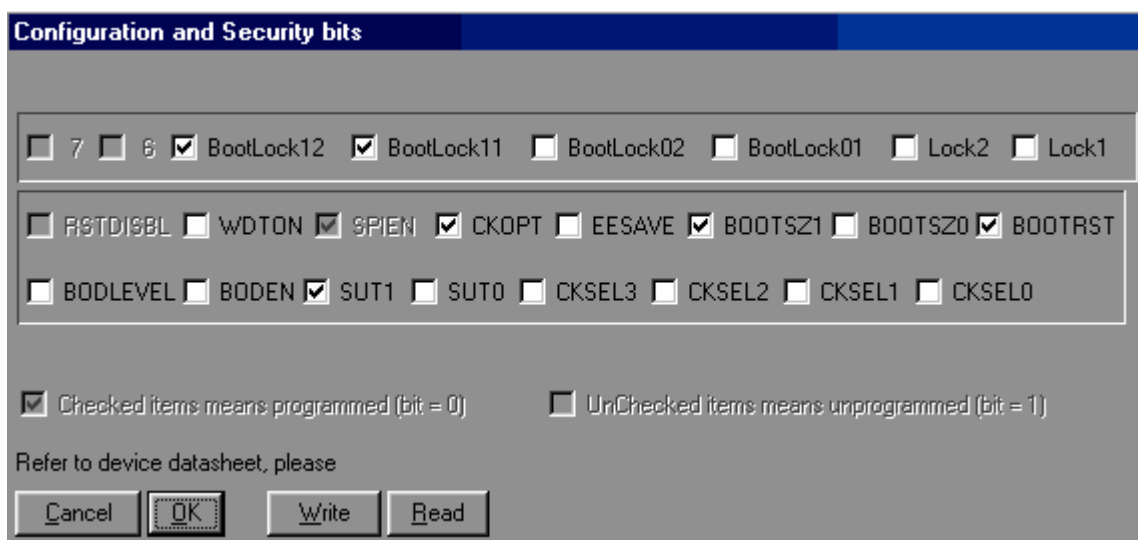 Configuration and Security bits
7 6 BootLock12 BootLock11 BootLock02 BootLock01 Lock2 Lock1
RSTDISBL WDTON SPIEN CKOPT EESAVE BOOTSZ1 BOOTSZ0 BOOTRST
BODLEVEL BODEN SUT1 SUT0 CKSEL3 CKSEL2 CKSEL1 CKSEL0
Checked items means programmed (bit = 0) UnChecked items means unprogrammed (bit = 1)
Refer to device datasheet, please
Cancel OK Write Read